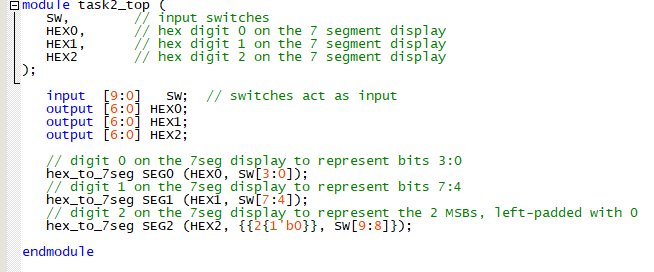 module task2_top (
SW, // input switches
HEX0, // hex digit 0 on the 7 segment display
HEX1, // hex digit 1 on the 7 segment display
HEX2 // hex digit 2 on the 7 segment display
);
input [9:0] SW; // switches act as input
output [6:0] HEX0;
output [6:0] HEX1;
output [6:0] HEX2;
// digit 0 on the 7seg display to represent bits 3:0
hex_to_7seg SEG0 (HEX0, SW[3:0]);
// digit 1 on the 7seg display to represent bits 7:4
hex_to_7seg SEG1 (HEX1, SW[7:4]);
// digit 2 on the 7seg display to represent the 2 MSBs, left-padded with 0
hex_to_7seg SEG2 (HEX2, {{2{1'b0}}, SW[9:8]});
endmodule